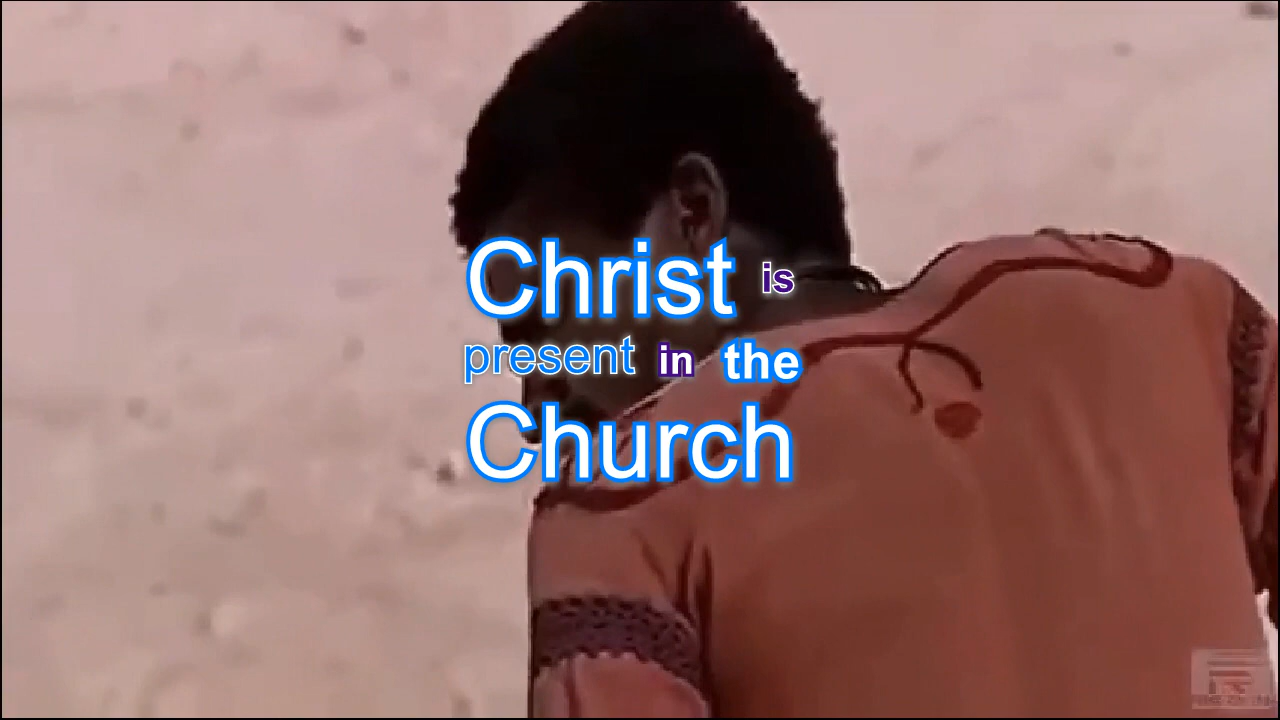 Christ is
present in the
Church